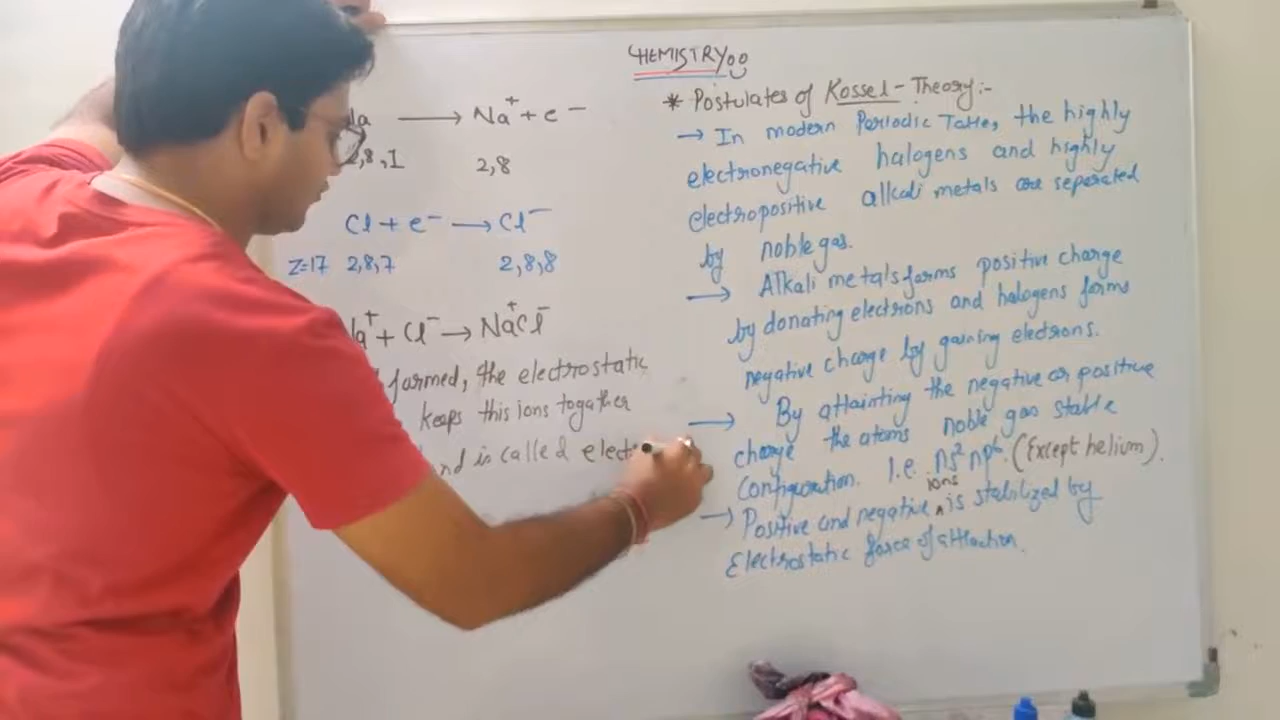 CHEMISTRY
Na → Na⁺ + e⁻
2,8,1 2,8
Cl + e⁻ → Cl⁻
Z=17 2,8,7 2,8,8
+ Cl⁻ → Na⁺Cl⁻
formed, the electrostatic
keeps this ions togather
is called
* Postulates of Kossel - Theory :-
→ In modern Periodic Table, the highly
electronegative halogens and highly
electropositive alkali metals are seperated
by noble gas.
→ Alkali metals forms positive charge
by donating electrons and halogens forms
negative charge by gaining electrons.
→ By attainting the negative or positive
charge the atoms noble gas stable
Configuration. I.e. ns² np⁶. (Except helium).
→ Positive and negative ions is stabilized by
Electrostatic force of attraction.